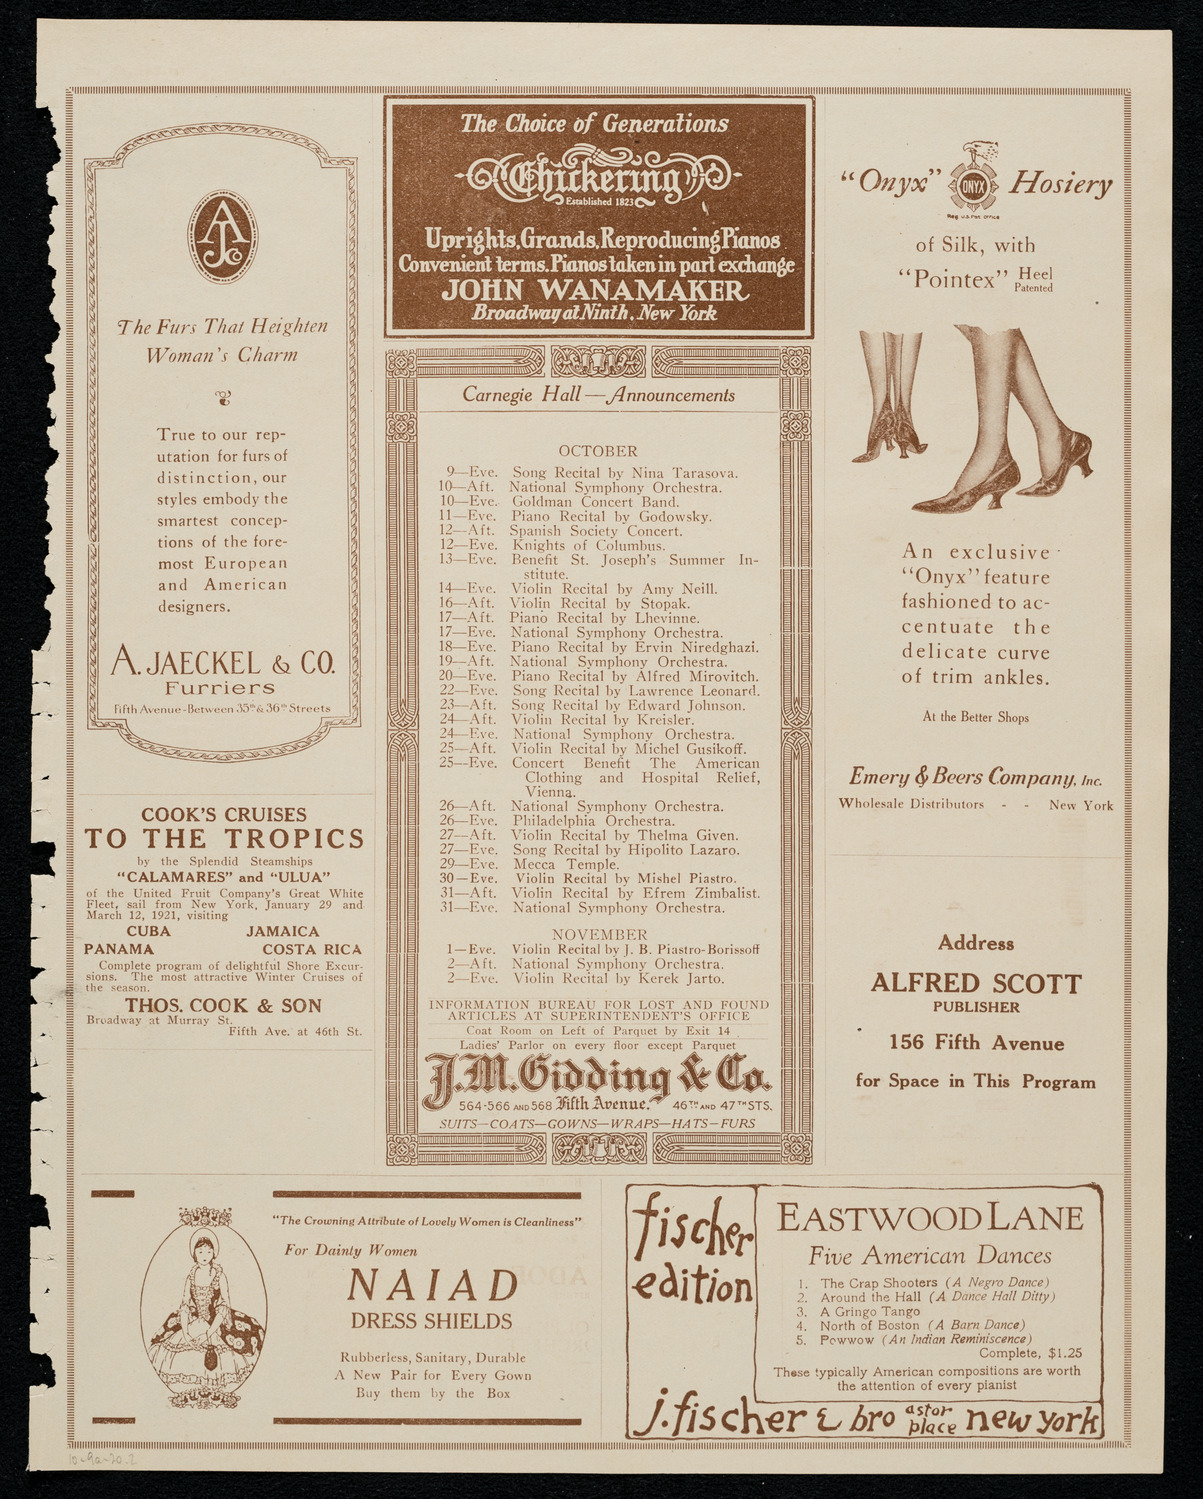 AJCo
The Furs That Heighten
Woman's Charm
True to our rep-
utation for furs of
distinction, our
styles embody the
smartest concep-
tions of the fore-
most European
and American
designers.
A. JAECKEL & CO.
Furriers
Fifth Avenue-Between 35th & 36th Streets
COOK'S CRUISES
TO THE TROPICS
by the Splendid Steamships
"CALAMARES" and "ULUA"
of the United Fruit Company's Great White
Fleet, sail from New York, January 29 and
March 12, 1921, visiting
CUBA JAMAICA
PANAMA COSTA RICA
Complete program of delightful Shore Excur-
sions. The most attractive Winter Cruises of
the season.
THOS. COOK & SON
Broadway at Murray St.
Fifth Ave. at 46th St.
The Choice of Generations
Chickering
Established 1823
Uprights, Grands, Reproducing Pianos
Convenient terms. Pianos taken in part exchange
JOHN WANAMAKER
Broadway at Ninth, New York
Carnegie Hall—Announcements
OCTOBER
9—Eve. Song Recital by Nina Tarasova.
10—Aft. National Symphony Orchestra.
10—Eve. Goldman Concert Band.
11—Eve. Piano Recital by Godowsky.
12—Aft. Spanish Society Concert.
12—Eve. Knights of Columbus.
13—Eve. Benefit St. Joseph's Summer In-
stitute.
14—Eve. Violin Recital by Amy Neill.
16—Aft. Violin Recital by Stopak.
17—Aft. Piano Recital by Lhevinne.
17—Eve. National Symphony Orchestra.
18—Eve. Piano Recital by Ervin Niredghazi.
19—Aft. National Symphony Orchestra.
20—Eve. Piano Recital by Alfred Mirovitch.
22—Eve. Song Recital by Lawrence Leonard.
23—Aft. Song Recital by Edward Johnson.
24—Aft. Violin Recital by Kreisler.
24—Eve. National Symphony Orchestra.
25—Aft. Violin Recital by Michel Gusikoff.
25—Eve. Concert Benefit The American
Clothing and Hospital Relief,
Vienna.
26—Aft. National Symphony Orchestra.
26—Eve. Philadelphia Orchestra.
27—Aft. Violin Recital by Thelma Given.
27—Eve. Song Recital by Hipolito Lazaro.
29—Eve. Mecca Temple.
30—Eve. Violin Recital by Mishel Piastro.
31—Aft. Violin Recital by Efrem Zimbalist.
31—Eve. National Symphony Orchestra.
NOVEMBER
1—Eve. Violin Recital by J. B. Piastro-Borissoff
2—Aft. National Symphony Orchestra.
2—Eve. Violin Recital by Kerek Jarto.
INFORMATION BUREAU FOR LOST AND FOUND
ARTICLES AT SUPERINTENDENT'S OFFICE
Coat Room on Left of Parquet by Exit 14
Ladies' Parlor on every floor except Parquet
J.M. Gidding & Co.
564-566 AND 568 Fifth Avenue. 46TH AND 47TH STS.
SUITS—COATS—GOWNS—WRAPS—HATS—FURS
"Onyx" ONYX Hosiery
Reg U.S. Pat. Office
of Silk, with
"Pointex" Heel
Patented
An exclusive
"Onyx" feature
fashioned to ac-
centuate the
delicate curve
of trim ankles.
At the Better Shops
Emery & Beers Company, Inc.
Wholesale Distributors - - New York
Address
ALFRED SCOTT
PUBLISHER
156 Fifth Avenue
for Space in This Program
"The Crowning Attribute of Lovely Women is Cleanliness"
For Dainty Women
NAIAD
DRESS SHIELDS
Rubberless, Sanitary, Durable
A New Pair for Every Gown
Buy them by the Box
fischer
edition
EASTWOOD LANE
Five American Dances
1. The Crap Shooters (A Negro Dance)
2. Around the Hall (A Dance Hall Ditty)
3. A Gringo Tango
4. North of Boston (A Barn Dance)
5. Powwow (An Indian Reminiscence)
Complete, $1.25
These typically American compositions are worth
the attention of every pianist
j. fischer & bro astor place new york